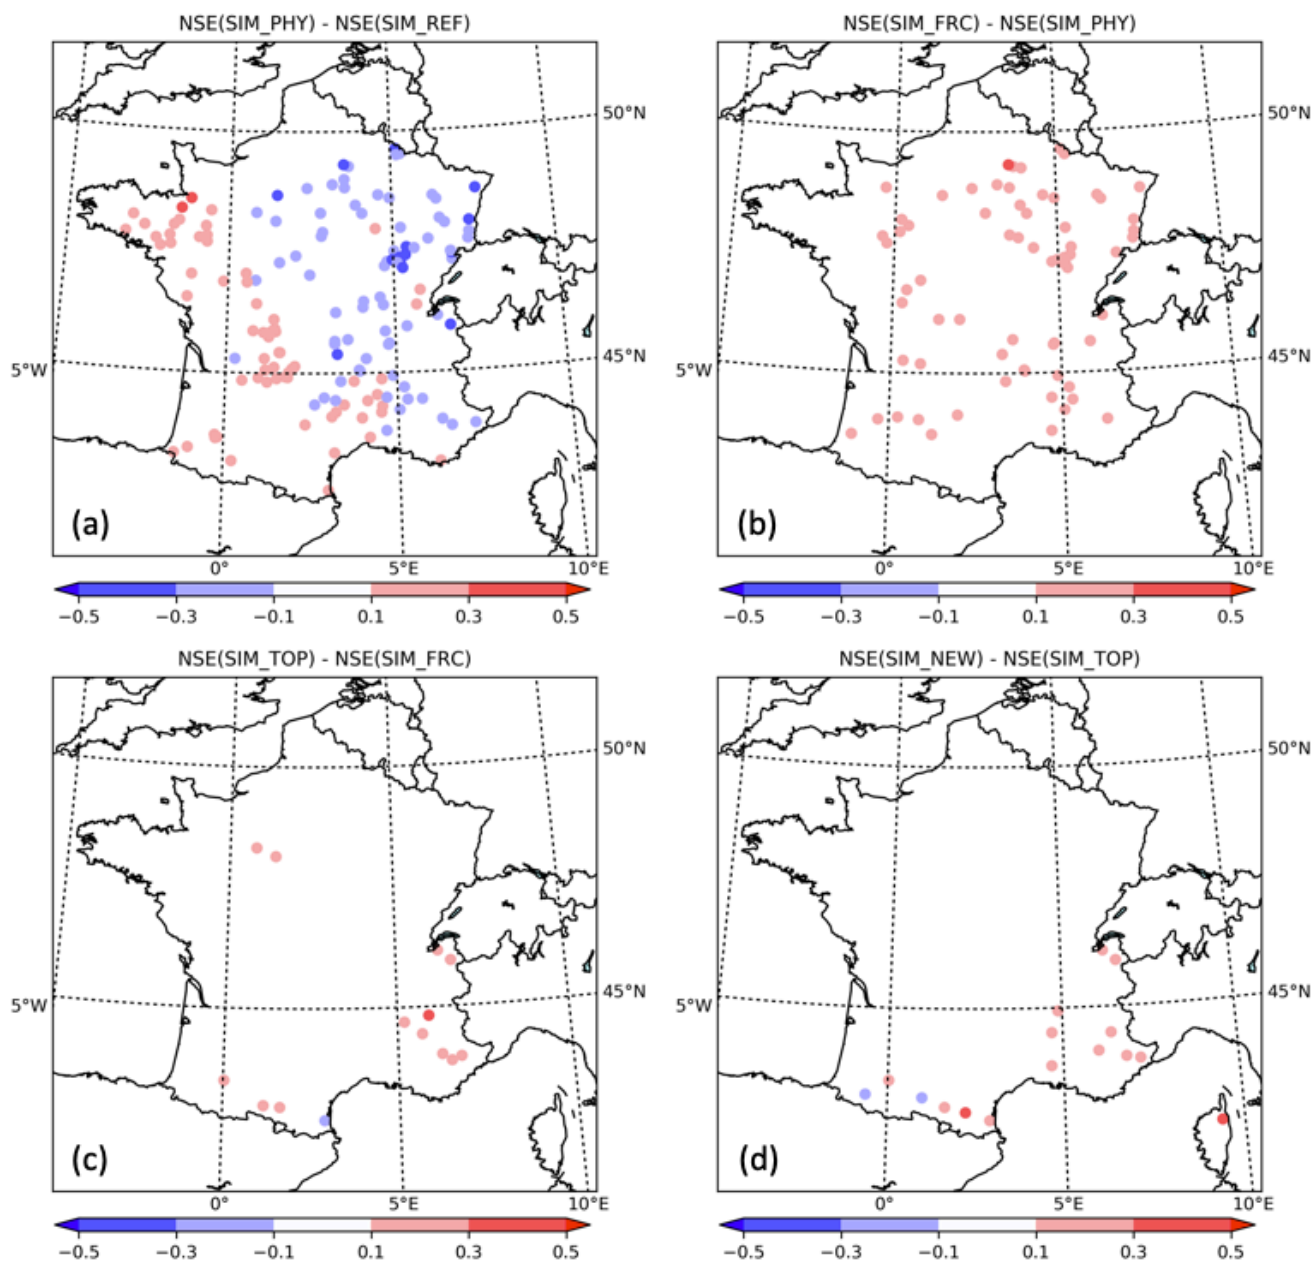 NSE(SIM_PHY) - NSE(SIM_REF)
NSE(SIM_FRC) - NSE(SIM_PHY)
50°N
50°N
45°N
45°N
5°W
5°W
(a)
(b)
0° 5°E 10°E
0° 5°E 10°E
−0.5 −0.3 −0.1 0.1 0.3 0.5
−0.5 −0.3 −0.1 0.1 0.3 0.5
NSE(SIM_TOP) - NSE(SIM_FRC)
NSE(SIM_NEW) - NSE(SIM_TOP)
50°N
50°N
45°N
45°N
5°W
5°W
(c)
(d)
0° 5°E 10°E
0° 5°E 10°E
−0.5 −0.3 −0.1 0.1 0.3 0.5
−0.5 −0.3 −0.1 0.1 0.3 0.5